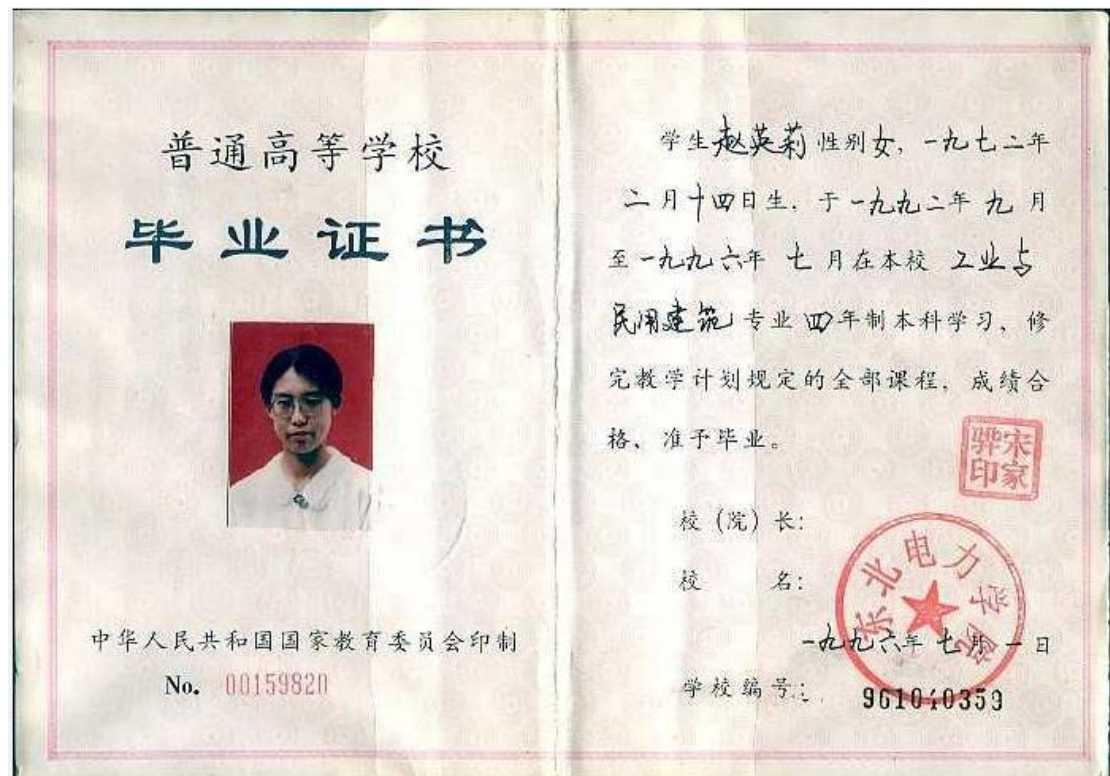 普通高等学校
毕业证书
中华人民共和国国家教育委员会印制
No. 00159820
学生赵英莉性别女，一九七二年
二月十四日生，于一九九二年九月
至一九九六年 七月在本校 工业与
民用建筑专业四年制本科学习，修
完教学计划规定的全部课程，成绩合
格，准予毕业。
宋家骅印
校（院）长：
校 名：
东北电力学院
一九九六年七月一日
学校编号： 961040359